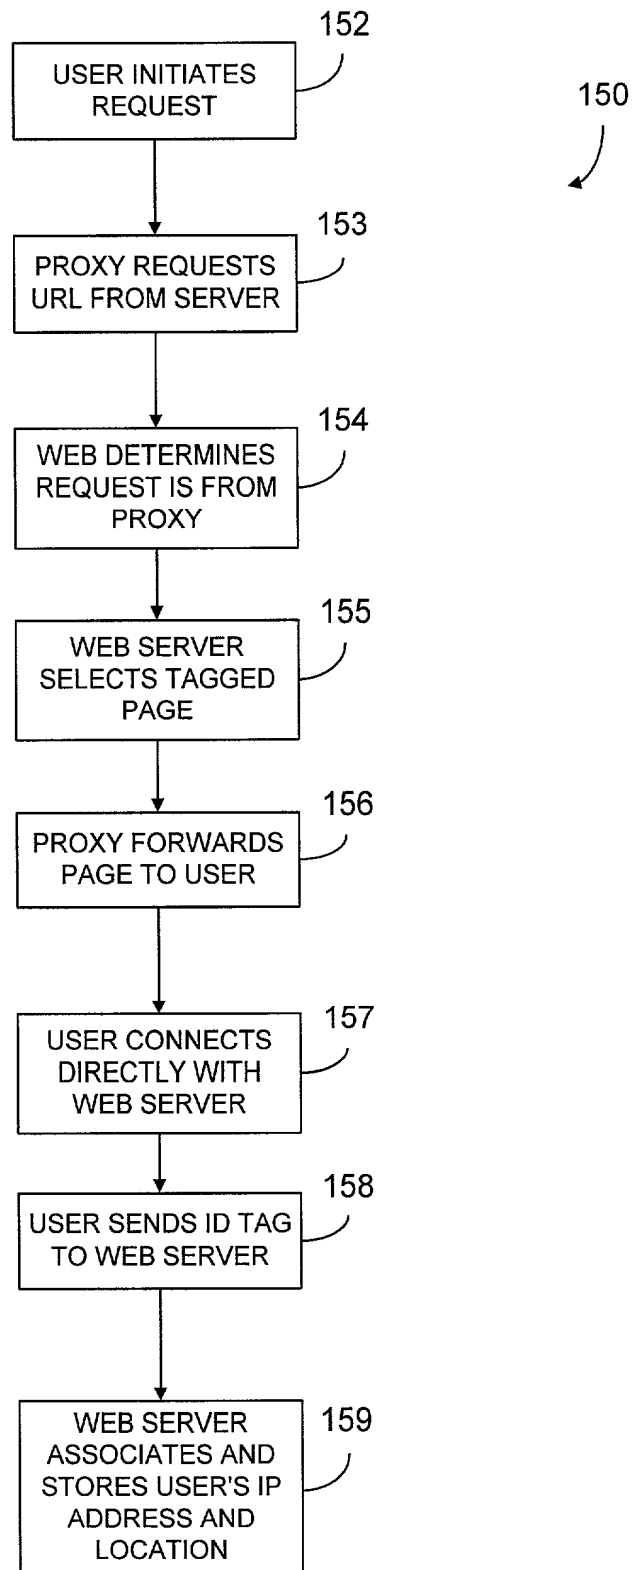 152
USER INITIATES
REQUEST
150
153
PROXY REQUESTS
URL FROM SERVER
154
WEB DETERMINES
REQUEST IS FROM
PROXY
155
WEB SERVER
SELECTS TAGGED
PAGE
156
PROXY FORWARDS
PAGE TO USER
157
USER CONNECTS
DIRECTLY WITH
WEB SERVER
158
USER SENDS ID TAG
TO WEB SERVER
159
WEB SERVER
ASSOCIATES AND
STORES USER'S IP
ADDRESS AND
LOCATION